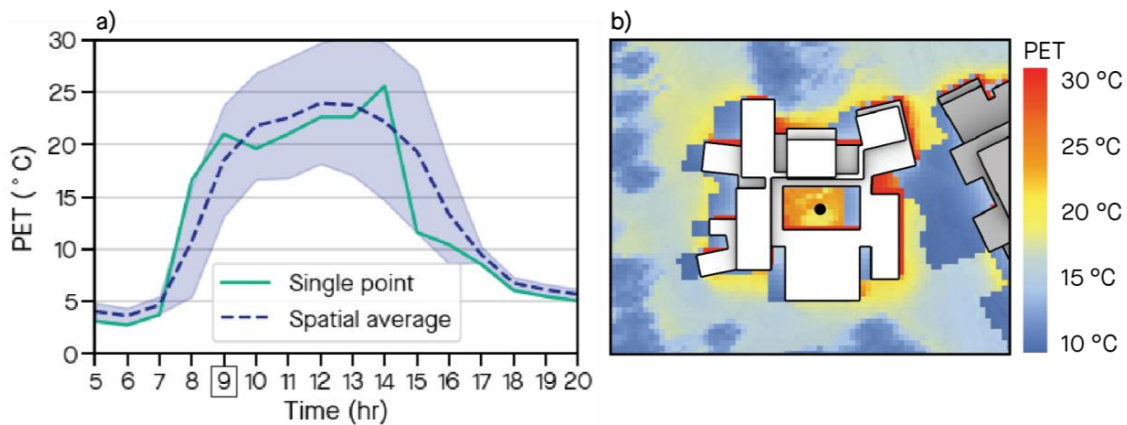 a)
30
25
20
15
10
5
0
PET (°C)
Single point
Spatial average
5 6 7 8 9 10 11 12 13 14 15 16 17 18 19 20
Time (hr)
b)
PET
30 °C
25 °C
20 °C
15 °C
10 °C